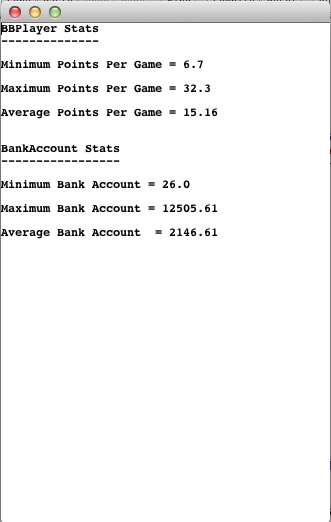 BBPlayer Stats
--------------
Minimum Points Per Game = 6.7
Maximum Points Per Game = 32.3
Average Points Per Game = 15.16
BankAccount Stats
-----------------
Minimum Bank Account = 26.0
Maximum Bank Account = 12505.61
Average Bank Account  = 2146.61